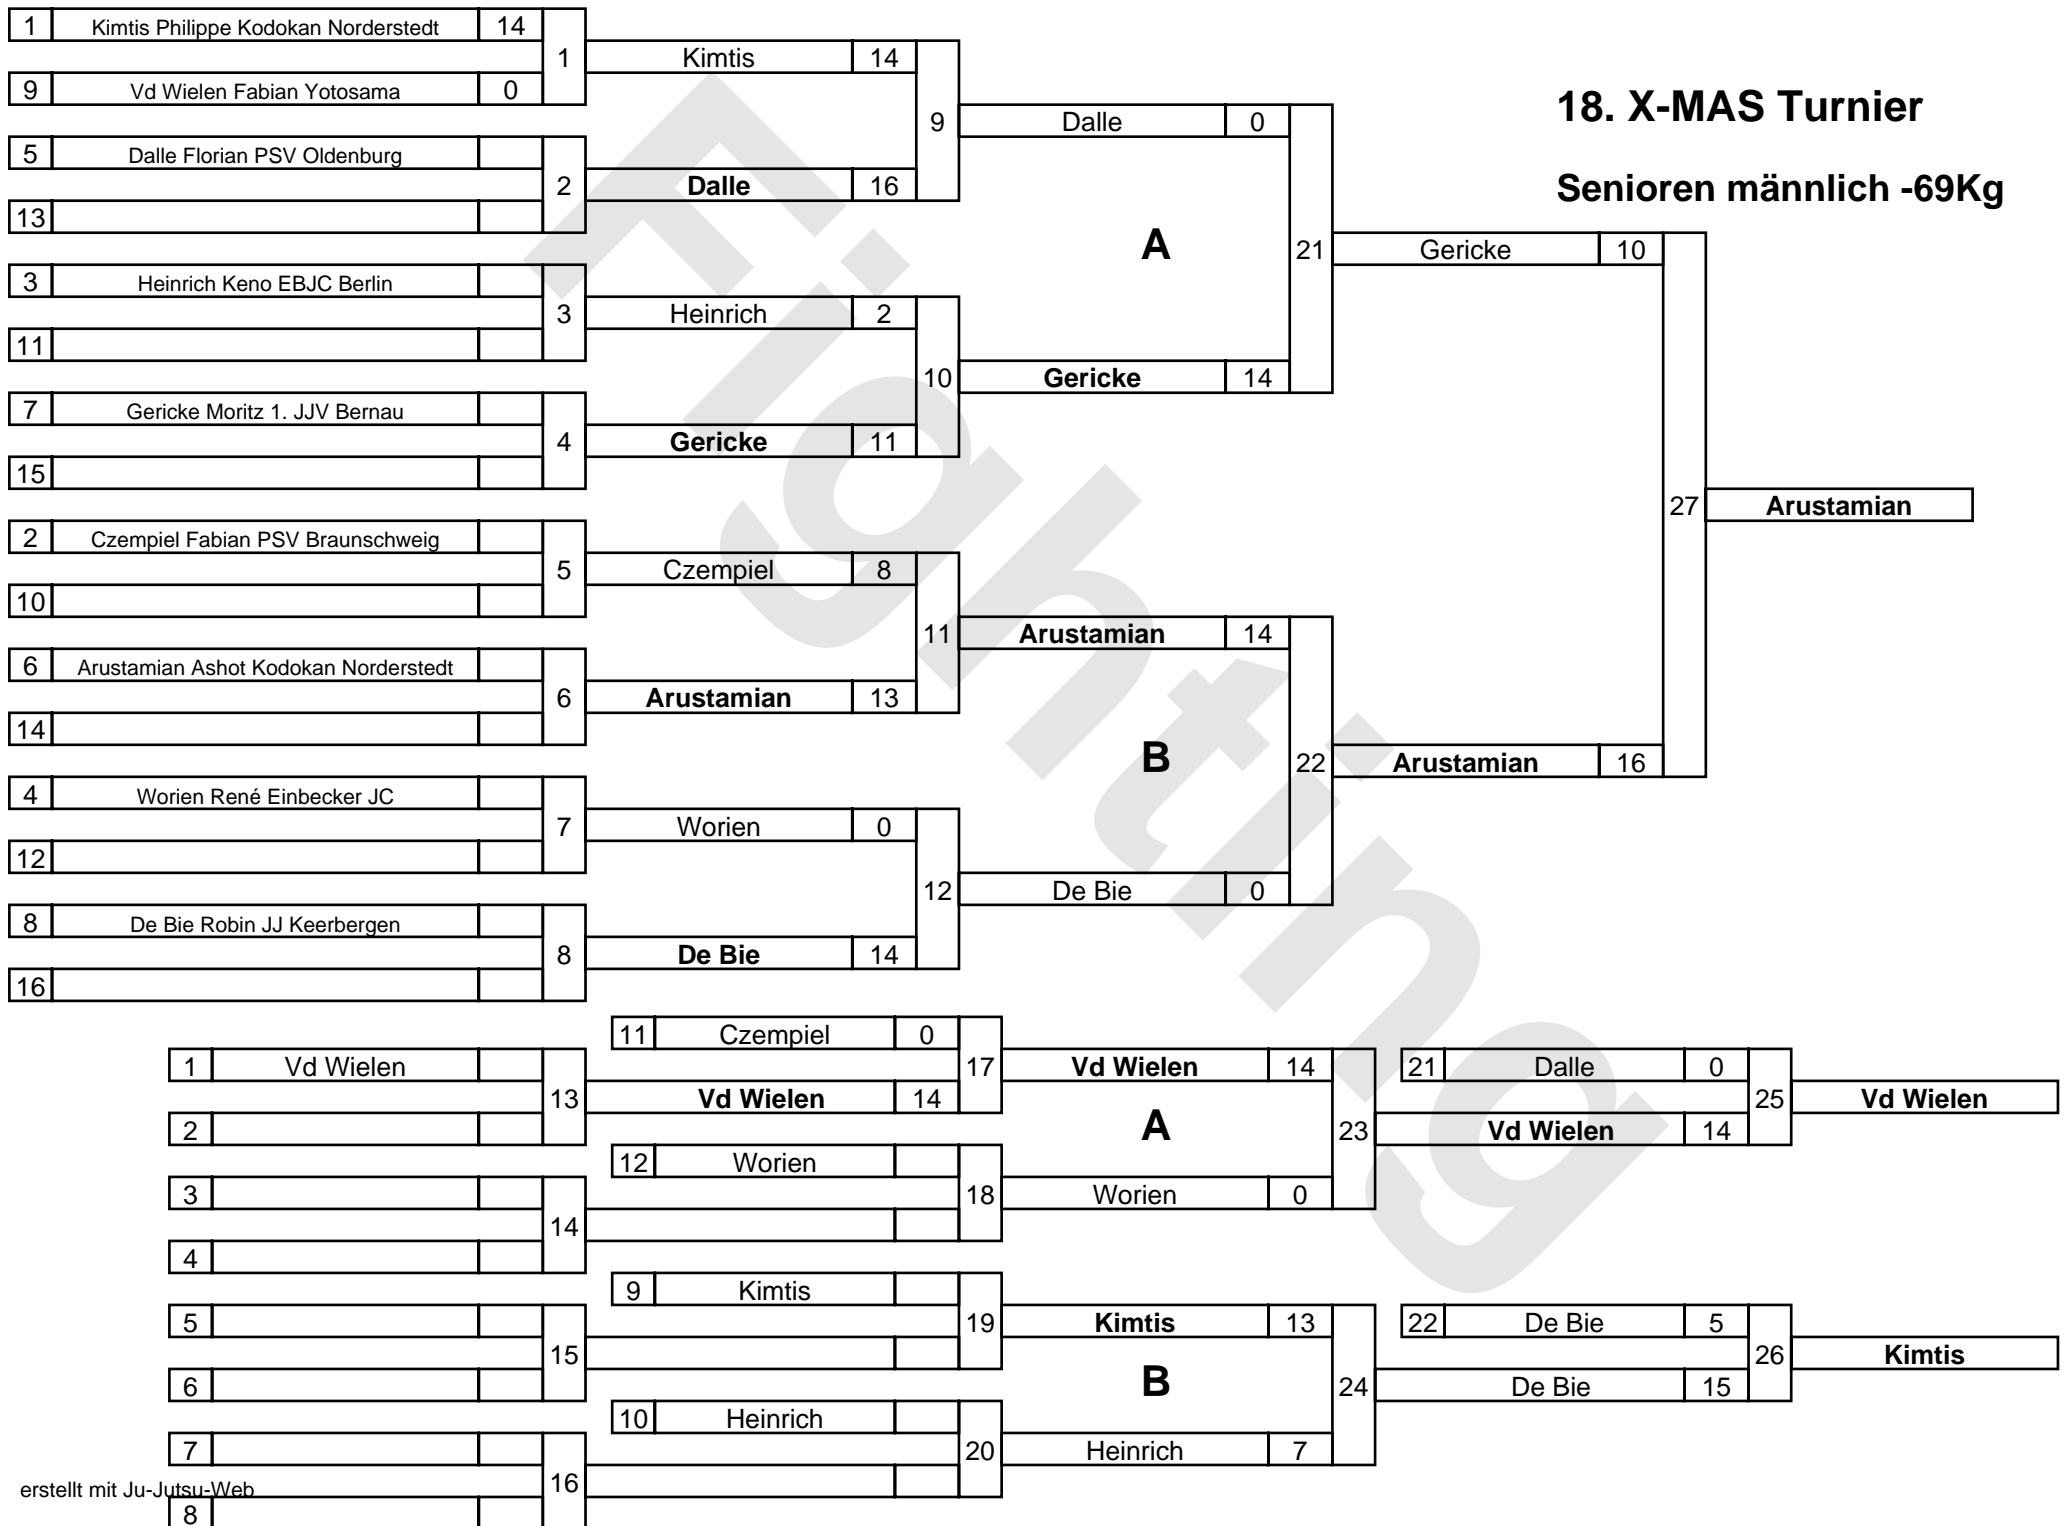 18. X-MAS Turnier
Senioren männlich -69Kg
1 Kimtis Philippe Kodokan Norderstedt 14
9 Vd Wielen Fabian Yotosama 0
1
5 Dalle Florian PSV Oldenburg
13
2
3 Heinrich Keno EBJC Berlin
11
3
7 Gericke Moritz 1. JJV Bernau
15
4
2 Czempiel Fabian PSV Braunschweig
10
5
6 Arustamian Ashot Kodokan Norderstedt
14
6
4 Worien René Einbecker JC
12
7
8 De Bie Robin JJ Keerbergen
16
8
Kimtis 14
Dalle 16
9
Heinrich 2
Gericke 11
10
Czempiel 8
Arustamian 13
11
Worien 0
De Bie 14
12
Dalle 0
A
Gericke 14
21
Arustamian 14
B
De Bie 0
22
Gericke 10
Arustamian 16
27
Arustamian
1 Vd Wielen
2
13
3
4
14
5
6
15
7
8
16
11 Czempiel 0
Vd Wielen 14
17
12 Worien
18
9 Kimtis
19
10 Heinrich
20
Vd Wielen 14
A
Worien 0
23
Kimtis 13
B
Heinrich 7
24
21 Dalle 0
Vd Wielen 14
25
Vd Wielen
22 De Bie 5
De Bie 15
26
Kimtis
erstellt mit Ju-Jutsu-Web
Fighting